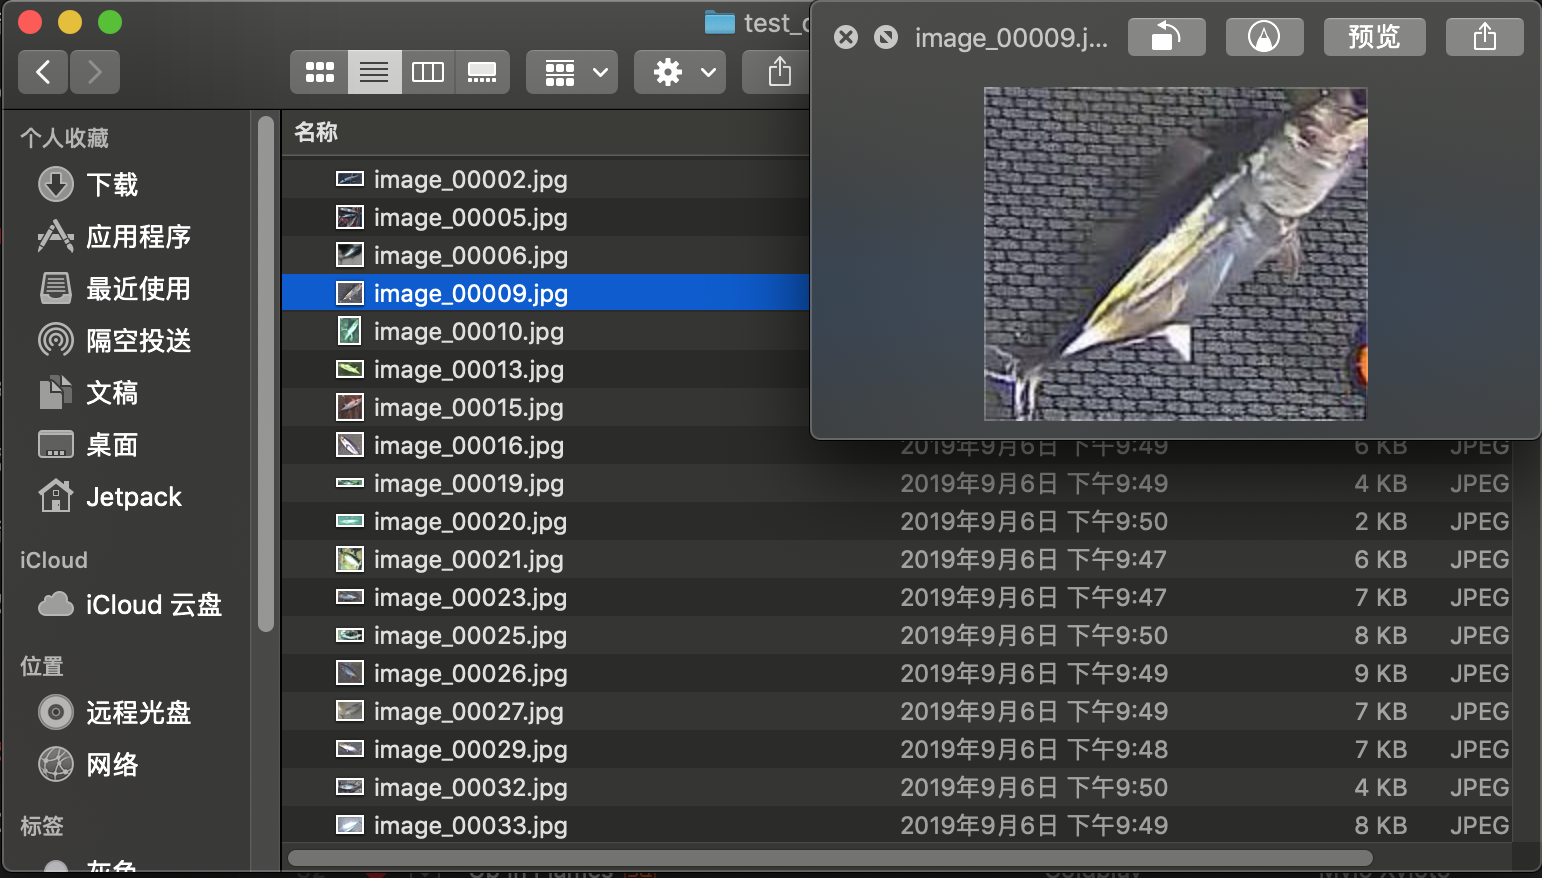 test_
image_00009.j...
预览
个人收藏
下载
应用程序
最近使用
隔空投送
文稿
桌面
Jetpack
iCloud
iCloud 云盘
位置
远程光盘
网络
标签
灰色
名称
image_00002.jpg
image_00005.jpg
image_00006.jpg
image_00009.jpg
image_00010.jpg
image_00013.jpg
image_00015.jpg
image_00016.jpg 2019年9月6日 下午9:49 6 KB JPEG
image_00019.jpg 2019年9月6日 下午9:49 4 KB JPEG
image_00020.jpg 2019年9月6日 下午9:50 2 KB JPEG
image_00021.jpg 2019年9月6日 下午9:47 6 KB JPEG
image_00023.jpg 2019年9月6日 下午9:47 7 KB JPEG
image_00025.jpg 2019年9月6日 下午9:50 8 KB JPEG
image_00026.jpg 2019年9月6日 下午9:49 9 KB JPEG
image_00027.jpg 2019年9月6日 下午9:49 7 KB JPEG
image_00029.jpg 2019年9月6日 下午9:48 7 KB JPEG
image_00032.jpg 2019年9月6日 下午9:50 4 KB JPEG
image_00033.jpg 2019年9月6日 下午9:49 8 KB JPEG